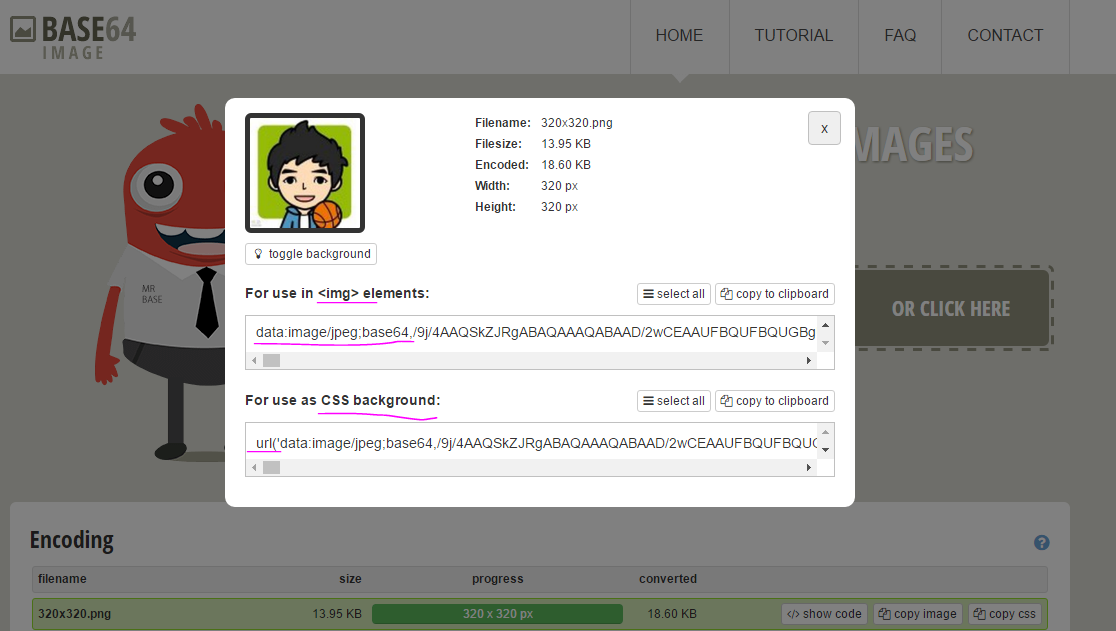 BASE64
IMAGE
HOME
TUTORIAL
FAQ
CONTACT
MAGES
OR CLICK HERE
MR
BASE
Filename: 320x320.png
Filesize: 13.95 KB
Encoded: 18.60 KB
Width: 320 px
Height: 320 px
X
toggle background
For use in <img> elements:
select all
copy to clipboard
data:image/jpeg;base64,/9j/4AAQSkZJRgABAQAAAQABAAD/2wCEAAUFBQUFBQUGBg
For use as CSS background:
select all
copy to clipboard
url('data:image/jpeg;base64,/9j/4AAQSkZJRgABAQAAAQABAAD/2wCEAAUFBQUFBQU
Encoding
?
filename size progress converted
320x320.png 13.95 KB 320 x 320 px 18.60 KB </> show code copy image copy css